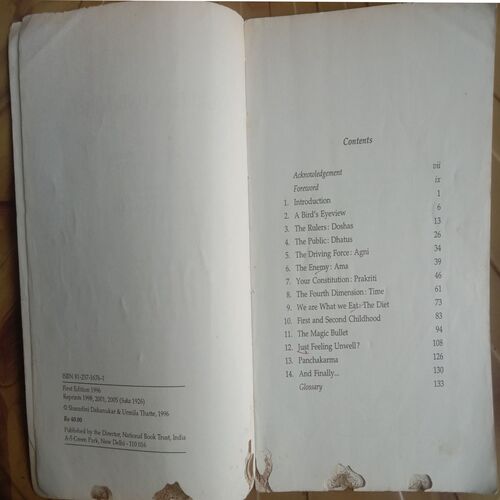 ISBN 81-237-1676-1
First Edition 1996
Reprints 1998, 2001, 2005 (Saka 1926)
© Sharadini Dahanukar & Urmila Thatte, 1996
Rs 60.00
Published by the Director, National Book Trust, India
A-5 Green Park, New Delhi - 110 016
Contents
Acknowledgement vii
Foreword ix
1. Introduction 1
2. A Bird's Eyeview 6
3. The Rulers : Doshas 13
4. The Public : Dhatus 26
5. The Driving Force : Agni 34
6. The Enemy : Ama 39
7. Your Constitution : Prakriti 46
8. The Fourth Dimension : Time 61
9. We are What we Eat : The Diet 73
10. First and Second Childhood 83
11. The Magic Bullet 94
12. Just Feeling Unwell? 108
13. Panchakarma 126
14. And Finally... 130
Glossary 133